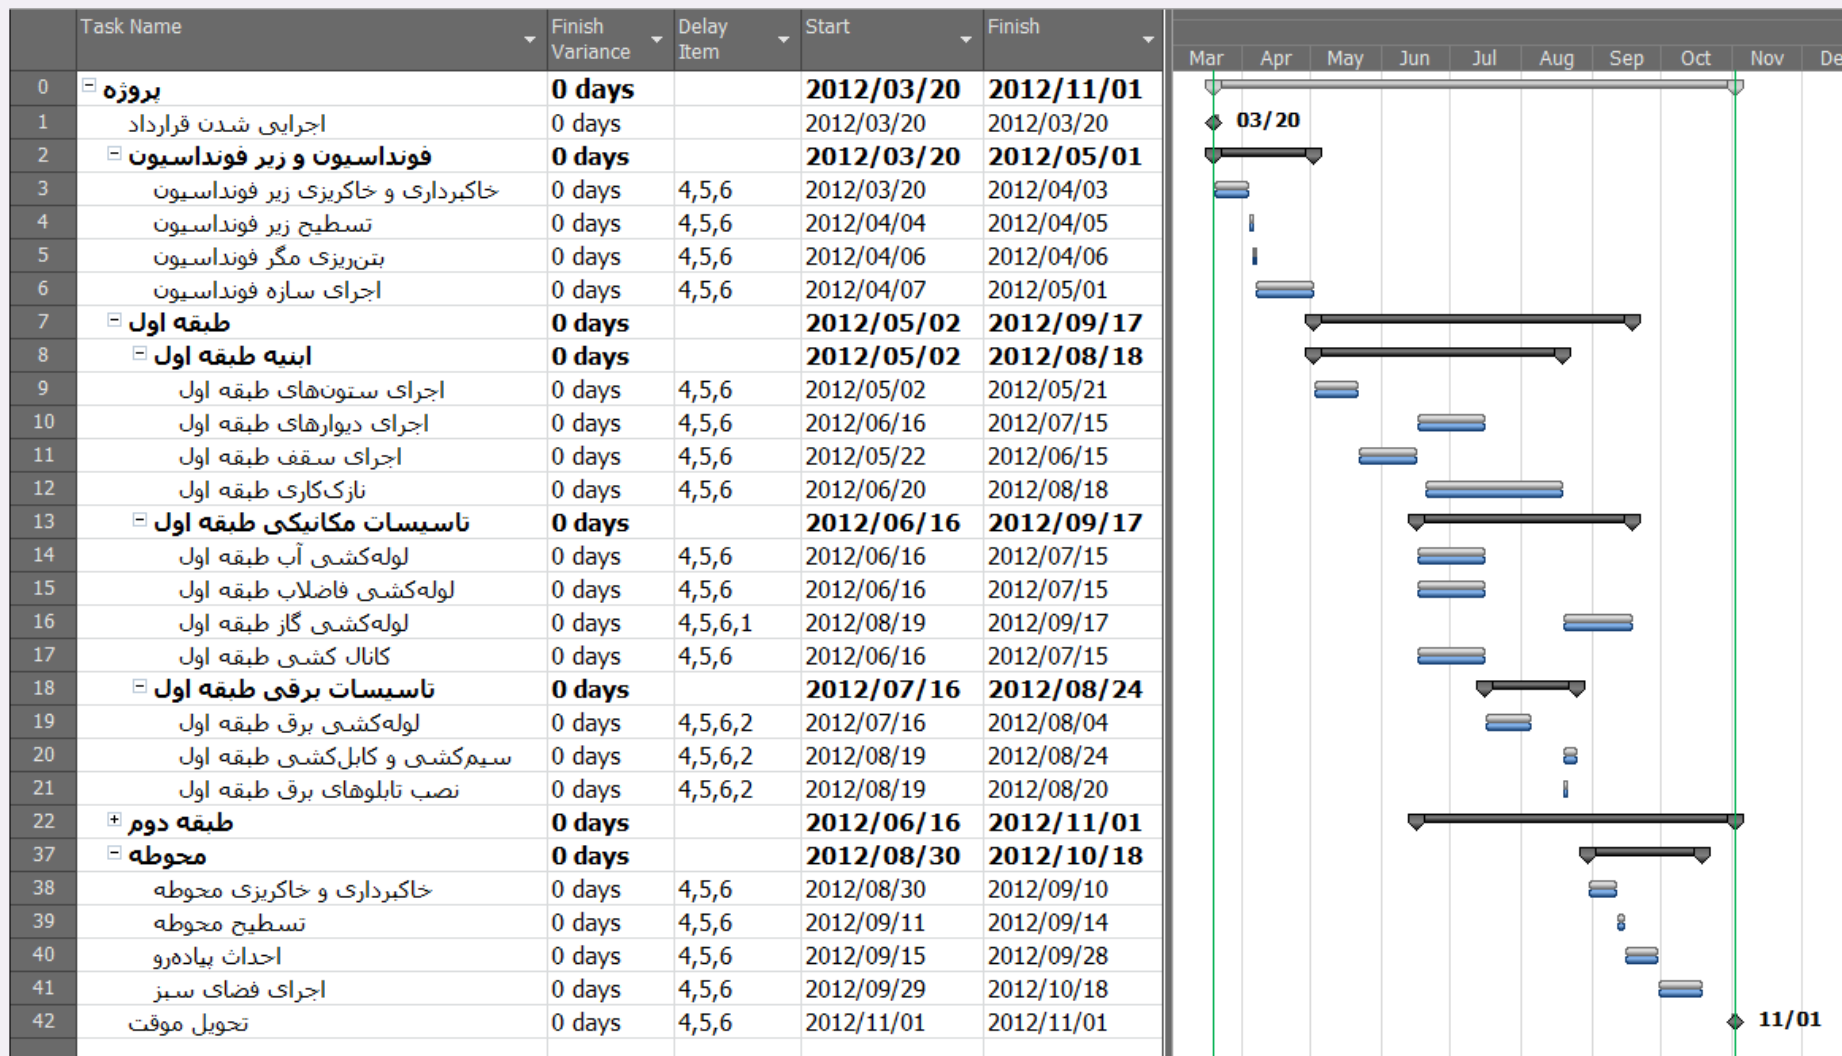 Task Name Finish Variance Delay Item Start Finish
Mar Apr May Jun Jul Aug Sep Oct Nov De
0 پروژه 0 days 2012/03/20 2012/11/01
1 اجرایی شدن قرارداد 0 days 2012/03/20 2012/03/20 03/20
2 فونداسیون و زیر فونداسیون 0 days 2012/03/20 2012/05/01
3 خاکبرداری و خاکریزی زیر فونداسیون 0 days 4,5,6 2012/03/20 2012/04/03
4 تسطیح زیر فونداسیون 0 days 4,5,6 2012/04/04 2012/04/05
5 بتن‌ریزی مگر فونداسیون 0 days 4,5,6 2012/04/06 2012/04/06
6 اجرای سازه فونداسیون 0 days 4,5,6 2012/04/07 2012/05/01
7 طبقه اول 0 days 2012/05/02 2012/09/17
8 ابنیه طبقه اول 0 days 2012/05/02 2012/08/18
9 اجرای ستون‌های طبقه اول 0 days 4,5,6 2012/05/02 2012/05/21
10 اجرای دیوارهای طبقه اول 0 days 4,5,6 2012/06/16 2012/07/15
11 اجرای سقف طبقه اول 0 days 4,5,6 2012/05/22 2012/06/15
12 نازک‌کاری طبقه اول 0 days 4,5,6 2012/06/20 2012/08/18
13 تاسیسات مکانیکی طبقه اول 0 days 2012/06/16 2012/09/17
14 لوله‌کشی آب طبقه اول 0 days 4,5,6 2012/06/16 2012/07/15
15 لوله‌کشی فاضلاب طبقه اول 0 days 4,5,6 2012/06/16 2012/07/15
16 لوله‌کشی گاز طبقه اول 0 days 4,5,6,1 2012/08/19 2012/09/17
17 کانال کشی طبقه اول 0 days 4,5,6 2012/06/16 2012/07/15
18 تاسیسات برقی طبقه اول 0 days 2012/07/16 2012/08/24
19 لوله‌کشی برق طبقه اول 0 days 4,5,6,2 2012/07/16 2012/08/04
20 سیم‌کشی و کابل‌کشی طبقه اول 0 days 4,5,6,2 2012/08/19 2012/08/24
21 نصب تابلوهای برق طبقه اول 0 days 4,5,6,2 2012/08/19 2012/08/20
22 طبقه دوم 0 days 2012/06/16 2012/11/01
37 محوطه 0 days 2012/08/30 2012/10/18
38 خاکبرداری و خاکریزی محوطه 0 days 4,5,6 2012/08/30 2012/09/10
39 تسطیح محوطه 0 days 4,5,6 2012/09/11 2012/09/14
40 احداث پیاده‌رو 0 days 4,5,6 2012/09/15 2012/09/28
41 اجرای فضای سبز 0 days 4,5,6 2012/09/29 2012/10/18
42 تحویل موقت 0 days 4,5,6 2012/11/01 2012/11/01 11/01